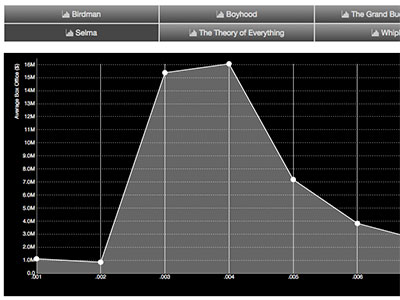 Birdman
Boyhood
The Grand Bu
Selma
The Theory of Everything
Whipl
Average Box Office ($)
16M
15M
14M
13M
12M
11M
10M
9.0M
8.0M
7.0M
6.0M
5.0M
4.0M
3.0M
2.0M
1.0M
0.0
.001 .002 .003 .004 .005 .006